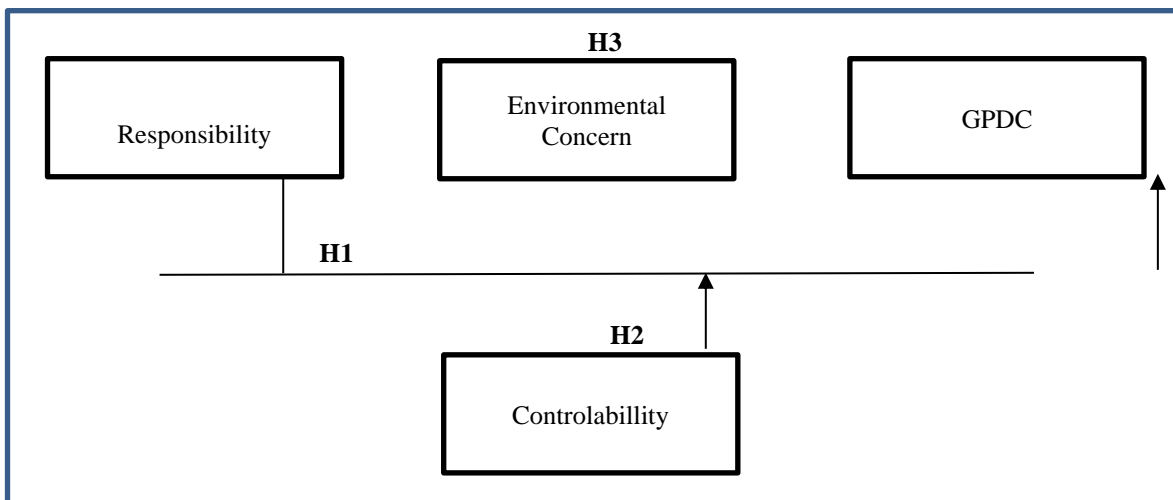 H3
Responsibility
Environmental
Concern
GPDC
H1
H2
Controlabillity